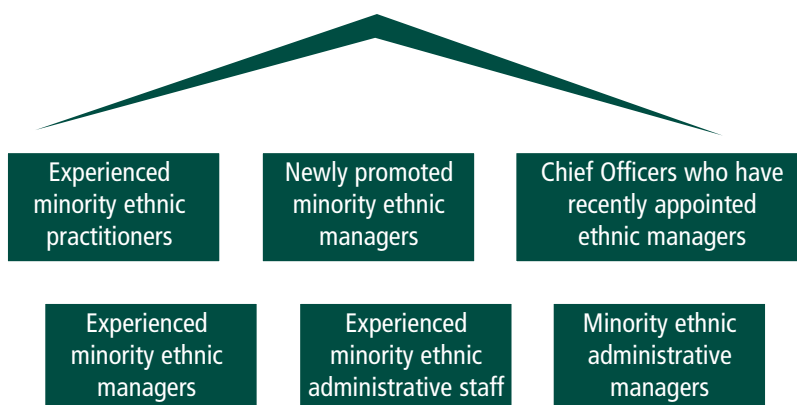 Experienced
minority ethnic
practitioners
Newly promoted
minority ethnic
managers
Chief Officers who have
recently appointed
ethnic managers
Experienced
minority ethnic
managers
Experienced
minority ethnic
administrative staff
Minority ethnic
administrative
managers